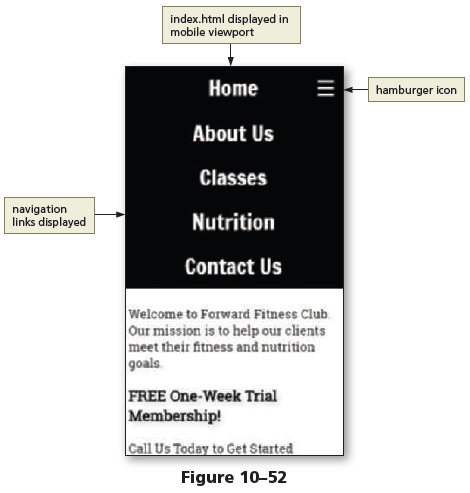 index.html displayed in
mobile viewport
Home
☰
hamburger icon
About Us
Classes
navigation
links displayed
Nutrition
Contact Us
Welcome to Forward Fitness Club.
Our mission is to help our clients
meet their fitness and nutrition
goals.
FREE One-Week Trial
Membership!
Call Us Today to Get Started
Figure 10–52